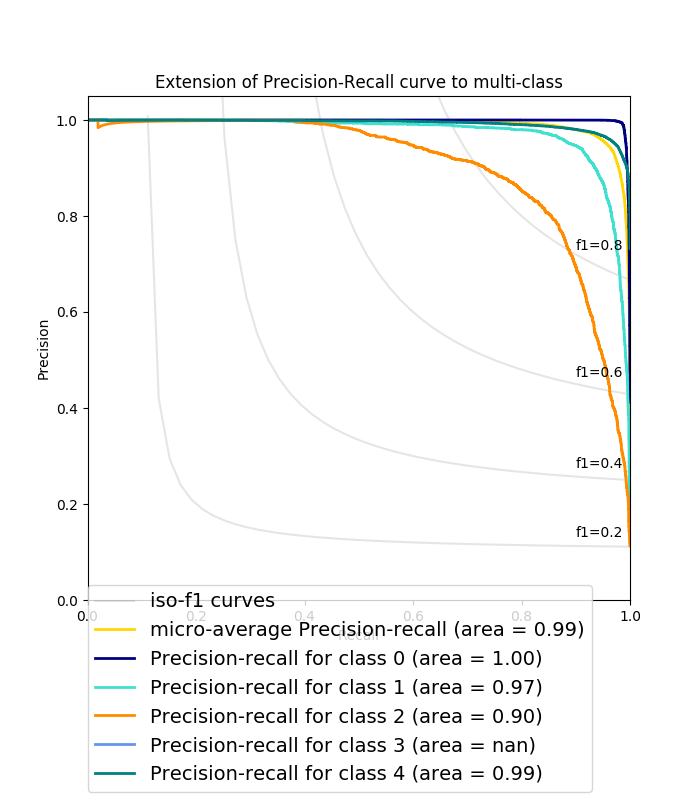 Extension of Precision-Recall curve to multi-class
1.0
0.8
0.6
0.4
0.2
0.0
Precision
f1=0.8
f1=0.6
f1=0.4
f1=0.2
0.0 0.2 0.4 0.6 0.8 1.0
Recall
iso-f1 curves
micro-average Precision-recall (area = 0.99)
Precision-recall for class 0 (area = 1.00)
Precision-recall for class 1 (area = 0.97)
Precision-recall for class 2 (area = 0.90)
Precision-recall for class 3 (area = nan)
Precision-recall for class 4 (area = 0.99)